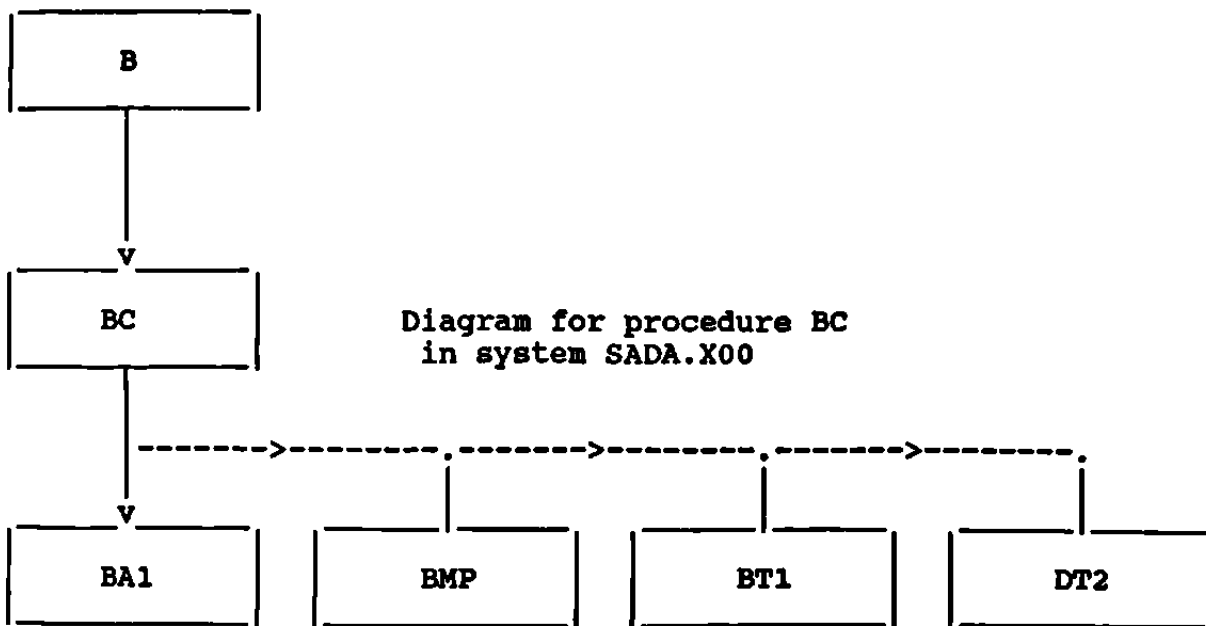 B
BC
Diagram for procedure BC
in system SADA.X00
BA1
BMP
BT1
DT2